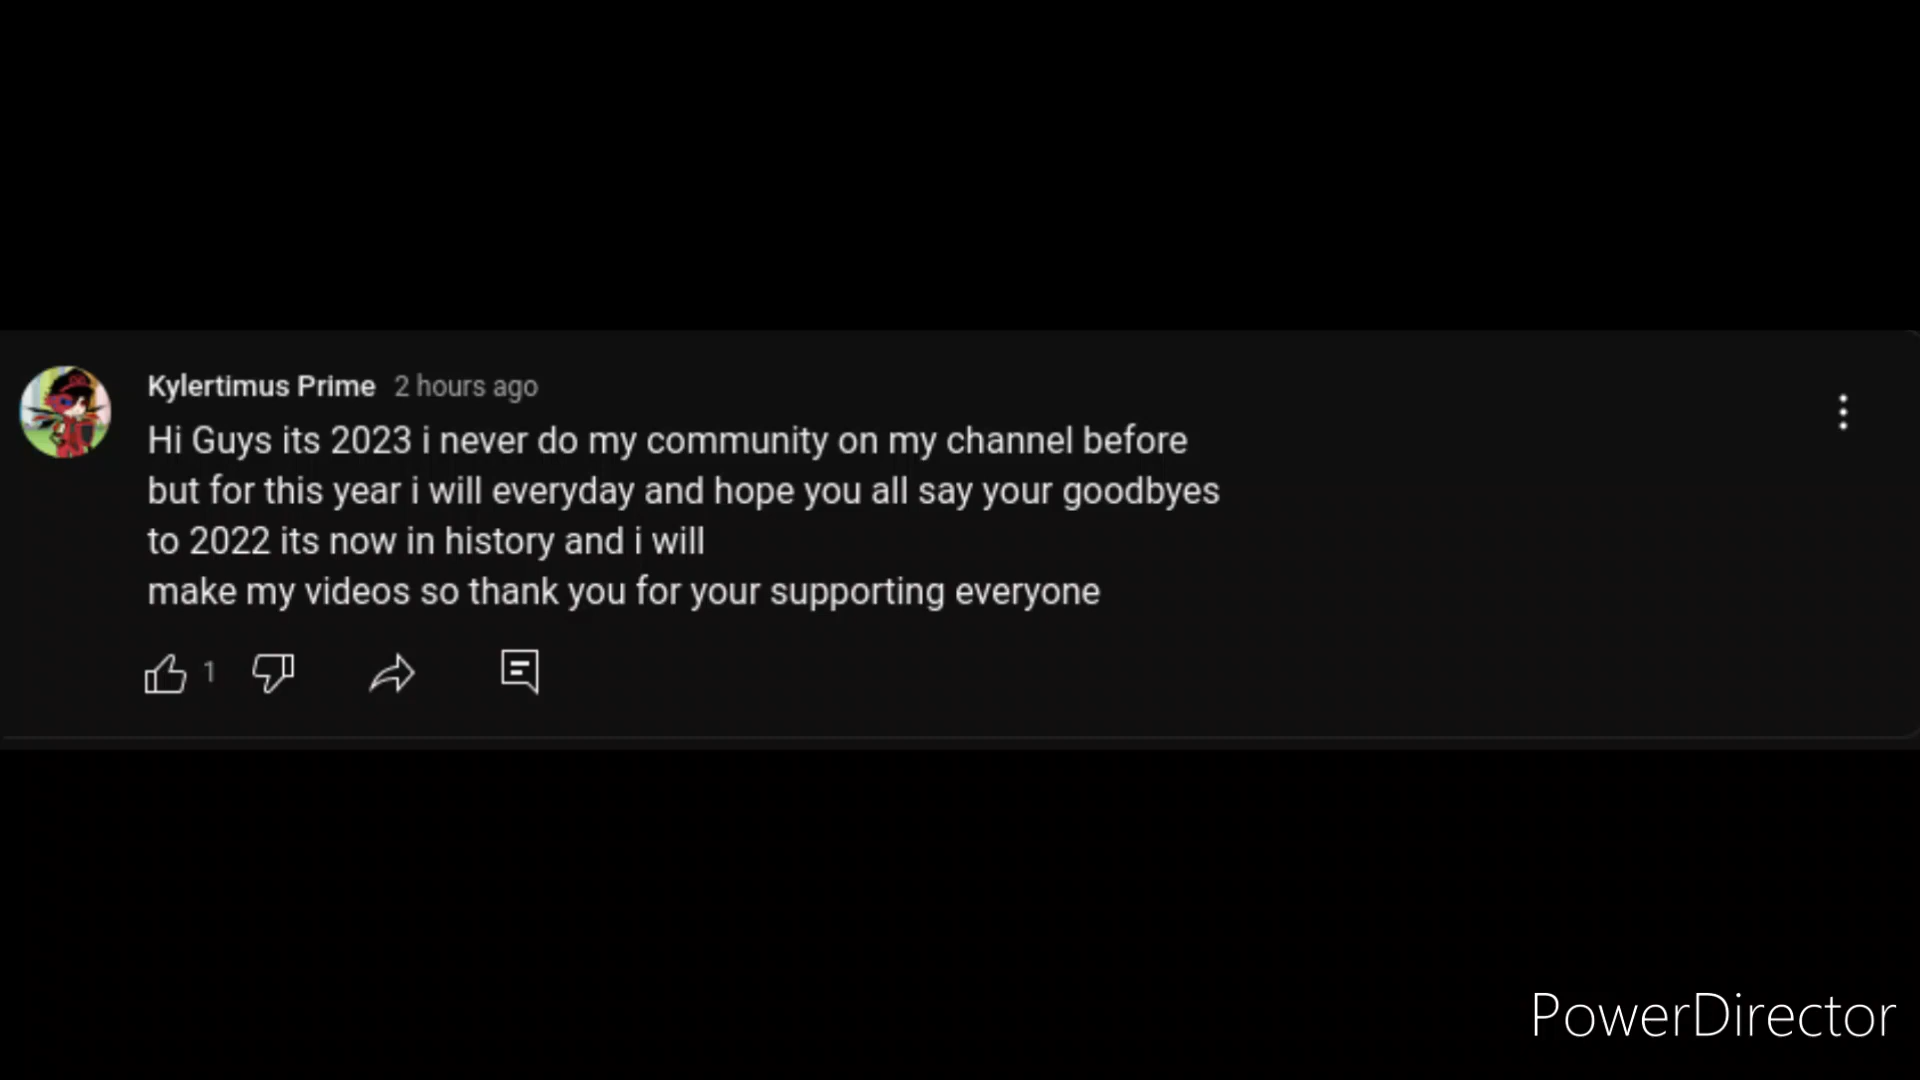 Kylertimus Prime 2 hours ago
Hi Guys its 2023 i never do my community on my channel before
but for this year i will everyday and hope you all say your goodbyes
to 2022 its now in history and i will
make my videos so thank you for your supporting everyone
1
PowerDirector